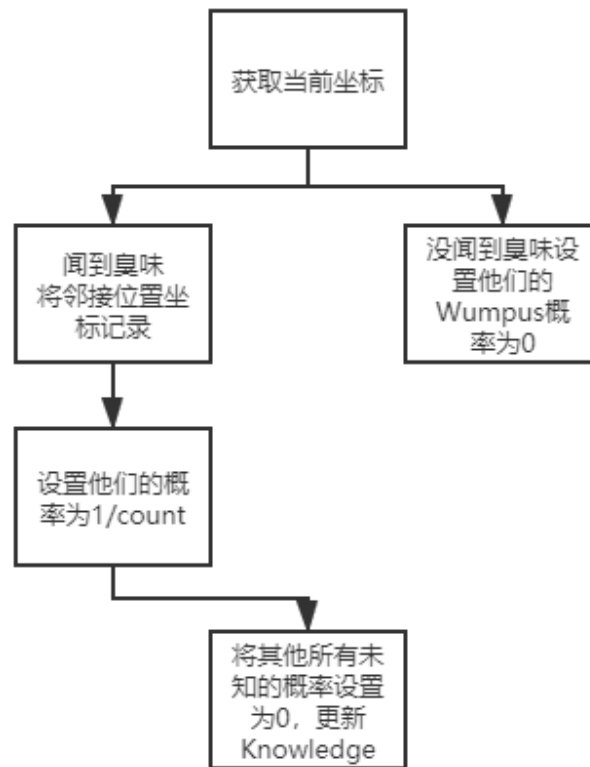 获取当前坐标
闻到臭味
将邻接位置坐
标记录
没闻到臭味设
置他们的
Wumpus概
率为0
设置他们的概
率为1/count
将其他所有未
知的概率设置
为0，更新
Knowledge